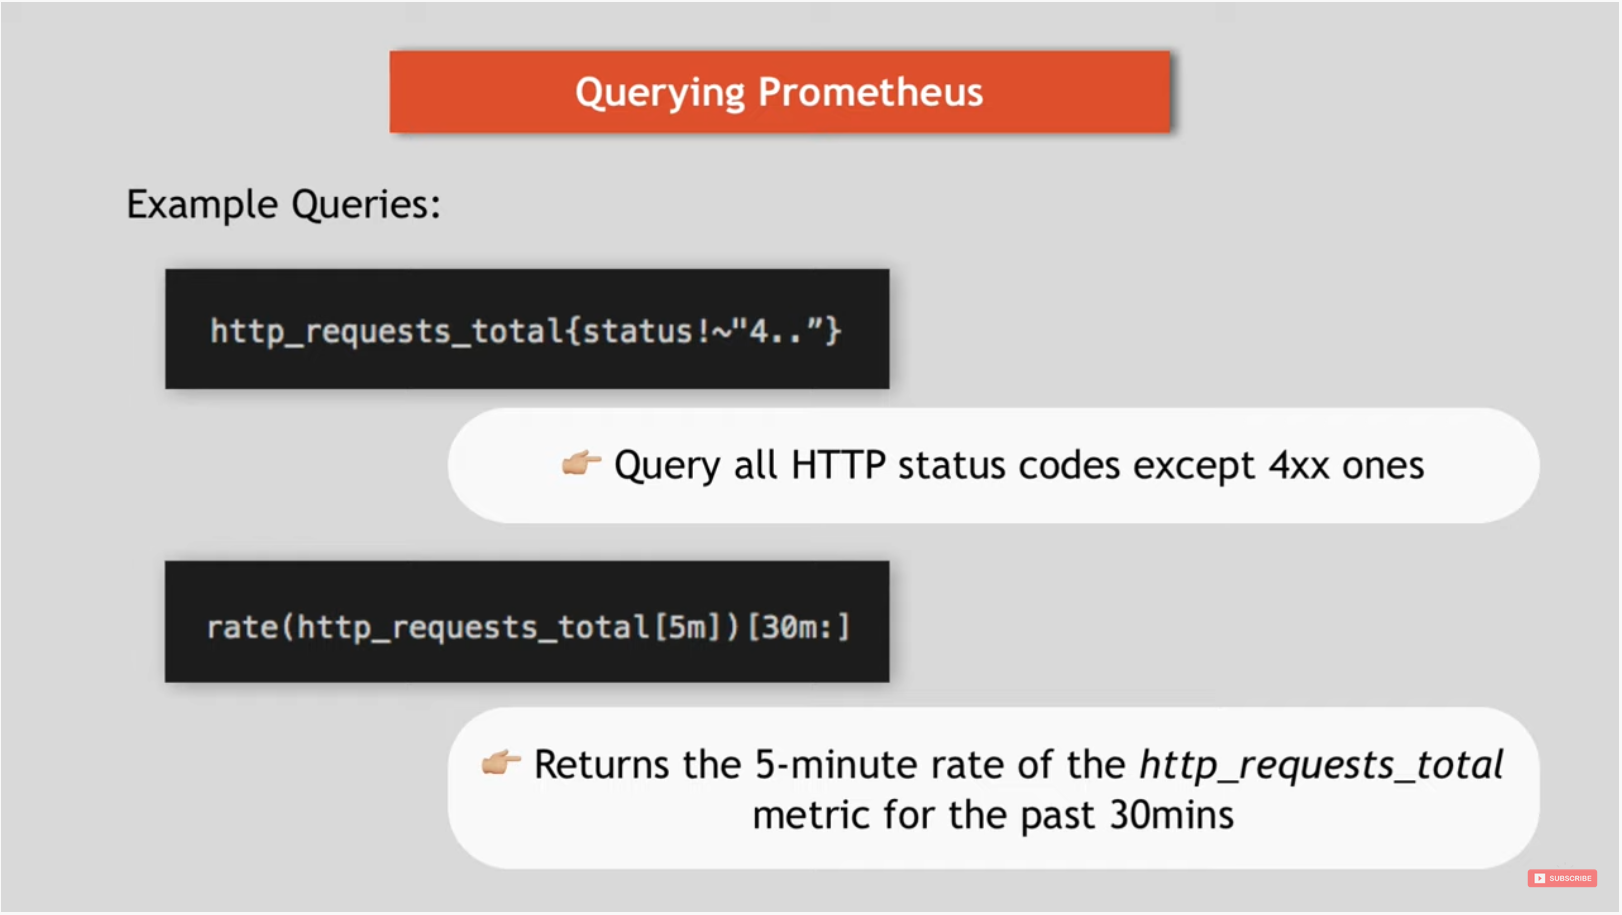 Querying Prometheus
Example Queries:
http_requests_total{status!~"4..”}
👉🏼 Query all HTTP status codes except 4xx ones
rate(http_requests_total[5m])[30m:]
👉🏼 Returns the 5-minute rate of the http_requests_total
metric for the past 30mins
SUBSCRIBE